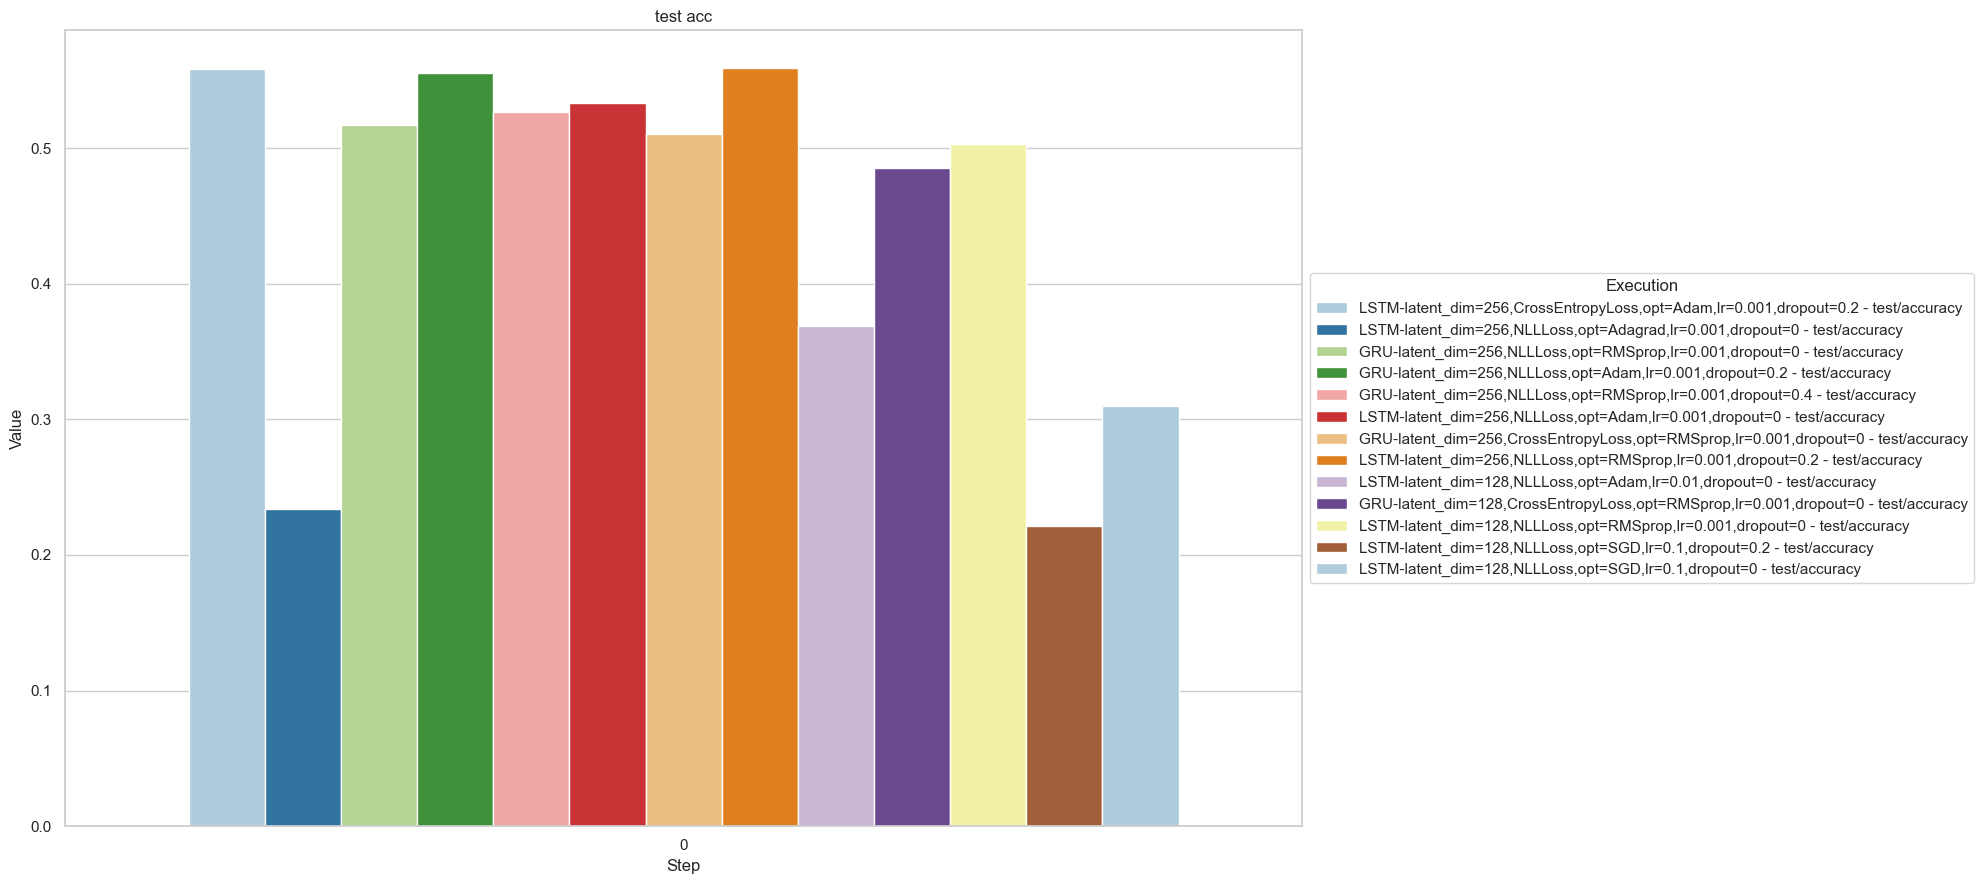 test acc
Value
0.5
0.4
0.3
0.2
0.1
0.0
0
Step
Execution
LSTM-latent_dim=256,CrossEntropyLoss,opt=Adam,lr=0.001,dropout=0.2 - test/accuracy
LSTM-latent_dim=256,NLLLoss,opt=Adagrad,lr=0.001,dropout=0 - test/accuracy
GRU-latent_dim=256,NLLLoss,opt=RMSprop,lr=0.001,dropout=0 - test/accuracy
GRU-latent_dim=256,NLLLoss,opt=Adam,lr=0.001,dropout=0.2 - test/accuracy
GRU-latent_dim=256,NLLLoss,opt=RMSprop,lr=0.001,dropout=0.4 - test/accuracy
LSTM-latent_dim=256,NLLLoss,opt=Adam,lr=0.001,dropout=0 - test/accuracy
GRU-latent_dim=256,CrossEntropyLoss,opt=RMSprop,lr=0.001,dropout=0 - test/accuracy
LSTM-latent_dim=256,NLLLoss,opt=RMSprop,lr=0.001,dropout=0.2 - test/accuracy
LSTM-latent_dim=128,NLLLoss,opt=Adam,lr=0.01,dropout=0 - test/accuracy
GRU-latent_dim=128,CrossEntropyLoss,opt=RMSprop,lr=0.001,dropout=0 - test/accuracy
LSTM-latent_dim=128,NLLLoss,opt=RMSprop,lr=0.001,dropout=0 - test/accuracy
LSTM-latent_dim=128,NLLLoss,opt=SGD,lr=0.1,dropout=0.2 - test/accuracy
LSTM-latent_dim=128,NLLLoss,opt=SGD,lr=0.1,dropout=0 - test/accuracy